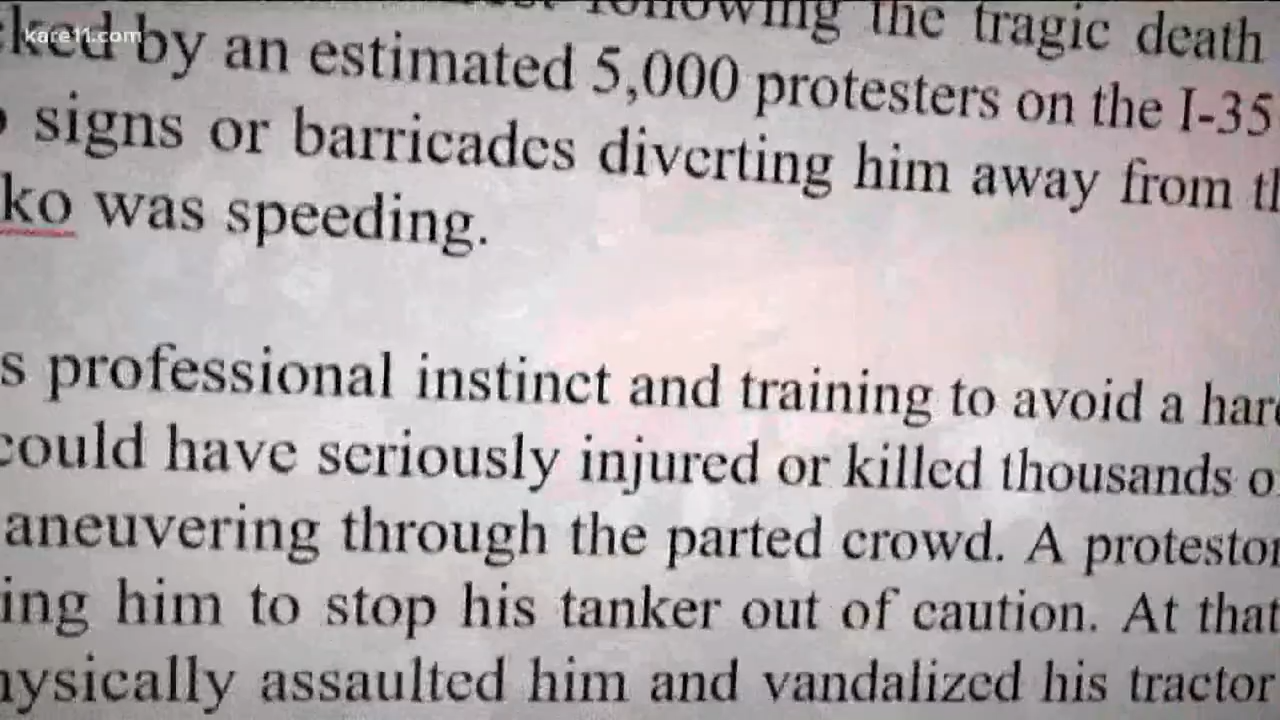 kare11.com
following the tragic death
by an estimated 5,000 protesters on the I-35
signs or barricades diverting him away from
ko was speeding.
s professional instinct and training to avoid a
could have seriously injured or killed thousands
aneuvering through the parted crowd. A protestor
ing him to stop his tanker out of caution. At that
hysically assaulted him and vandalized his tractor